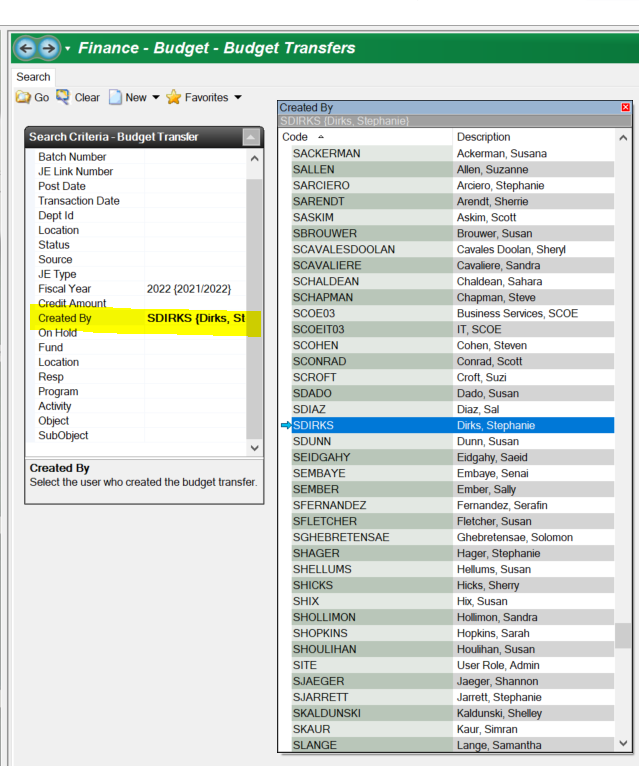 Finance - Budget - Budget Transfers
Search
Go Clear New Favorites
Search Criteria - Budget Transfer
Batch Number
JE Link Number
Post Date
Transaction Date
Dept Id
Location
Status
Source
JE Type
Fiscal Year 2022 {2021/2022}
Credit Amount
Created By SDIRKS {Dirks, St
On Hold
Fund
Location
Resp
Program
Activity
Object
SubObject
Created By
Select the user who created the budget transfer.
Created By
SDIRKS {Dirks, Stephanie}
Code Description
SACKERMAN Ackerman, Susana
SALLEN Allen, Suzanne
SARCIERO Arciero, Stephanie
SARENDT Arendt, Sherrie
SASKIM Askim, Scott
SBROUWER Brouwer, Susan
SCAVALESDOOLAN Cavales Doolan, Sheryl
SCAVALIERE Cavaliere, Sandra
SCHALDEAN Chaldean, Sahara
SCHAPMAN Chapman, Steve
SCOE03 Business Services, SCOE
SCOEIT03 IT, SCOE
SCOHEN Cohen, Steven
SCONRAD Conrad, Scott
SCROFT Croft, Suzi
SDADO Dado, Susan
SDIAZ Diaz, Sal
SDIRKS Dirks, Stephanie
SDUNN Dunn, Susan
SEIDGAHY Eidgahy, Saeid
SEMBAYE Embaye, Senai
SEMBER Ember, Sally
SFERNANDEZ Fernandez, Serafin
SFLETCHER Fletcher, Susan
SGHEBRETENSAE Ghebretensae, Solomon
SHAGER Hager, Stephanie
SHELLUMS Hellums, Susan
SHICKS Hicks, Sherry
SHIX Hix, Susan
SHOLLIMON Hollimon, Sandra
SHOPKINS Hopkins, Sarah
SHOULIHAN Houlihan, Susan
SITE User Role, Admin
SJAEGER Jaeger, Shannon
SJARRETT Jarrett, Stephanie
SKALDUNSKI Kaldunski, Shelley
SKAUR Kaur, Simran
SLANGE Lange, Samantha